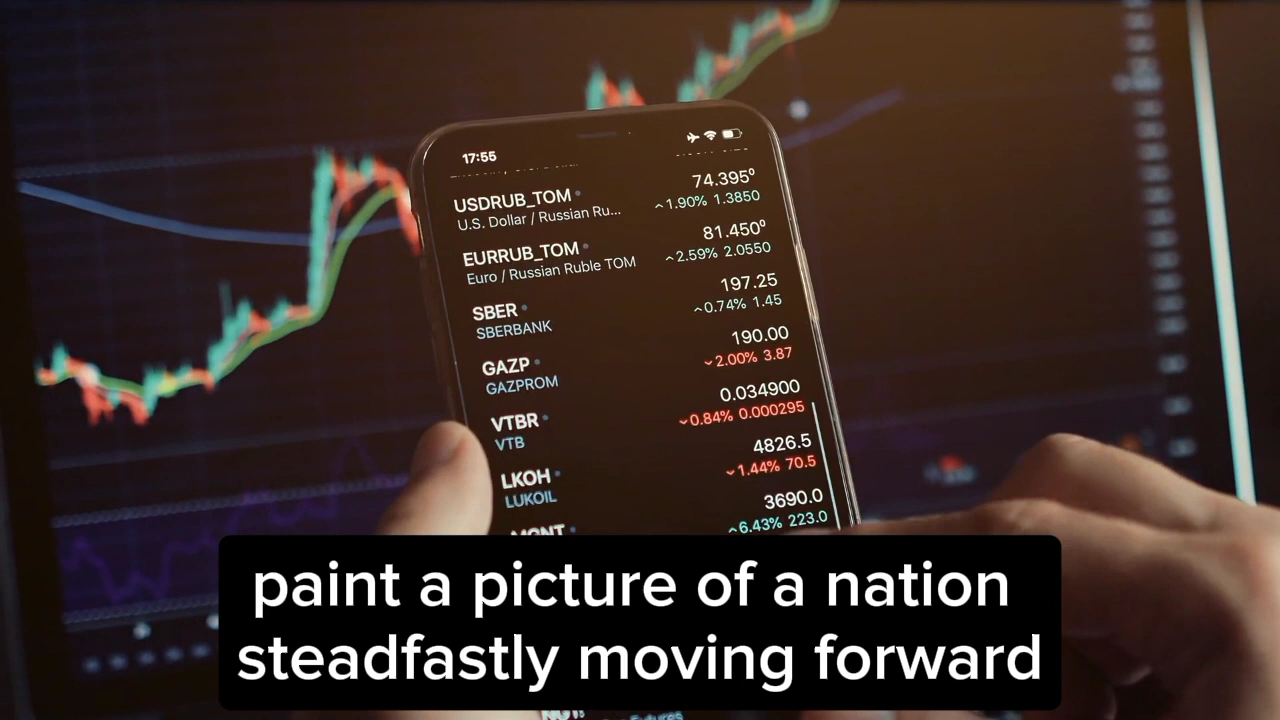 17:55
USDRUB_TOM
74.395⁰
U.S. Dollar / Russian Ru...
1.90% 1.3850
EURRUB_TOM
81.450⁰
Euro / Russian Ruble TOM
2.59% 2.0550
SBER
197.25
SBERBANK
0.74% 1.45
GAZP
190.00
GAZPROM
2.00% 3.87
VTBR
0.034900
VTB
0.84% 0.000295
LKOH
4826.5
LUKOIL
1.44% 70.5
3690.0
6.43% 223.0
paint a picture of a nation
steadfastly moving forward